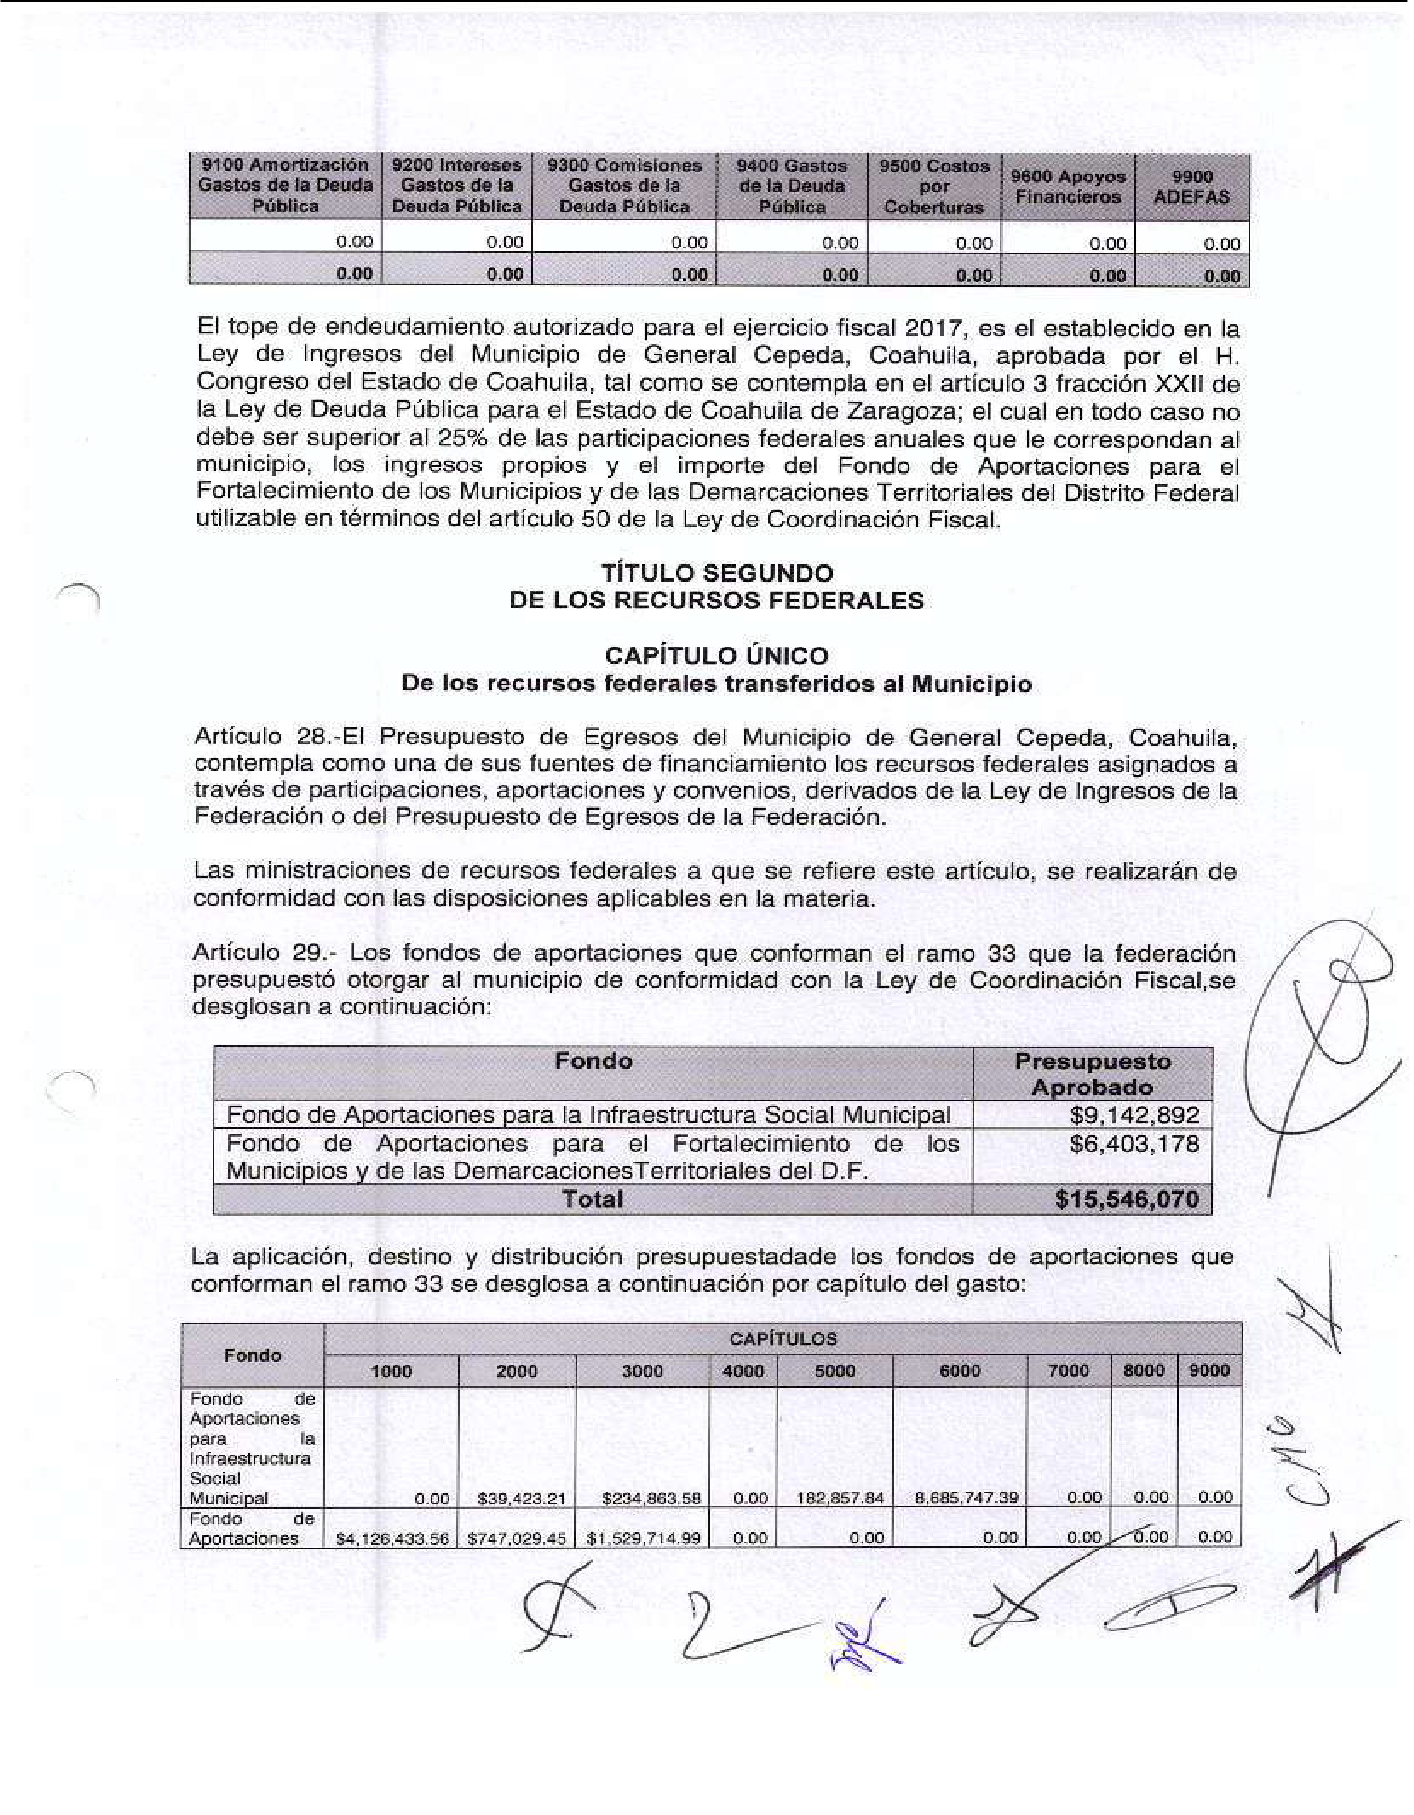 9100 Amortización Gastos de la Deuda Pública | 9200 Intereses Gastos de la Deuda Pública | 9300 Comisiones Gastos de la Deuda Pública | 9400 Gastos de la Deuda Pública | 9500 Costos por Coberturas | 9600 Apoyos Financieros | 9900 ADEFAS
0.00 0.00 0.00 0.00 0.00 0.00 0.00
0.00 0.00 0.00 0.00 0.00 0.00 0.00
El tope de endeudamiento autorizado para el ejercicio fiscal 2017, es el establecido en la
Ley de Ingresos del Municipio de General Cepeda, Coahuila, aprobada por el H.
Congreso del Estado de Coahuila, tal como se contempla en el artículo 3 fracción XXII de
la Ley de Deuda Pública para el Estado de Coahuila de Zaragoza; el cual en todo caso no
debe ser superior al 25% de las participaciones federales anuales que le correspondan al
municipio, los ingresos propios y el importe del Fondo de Aportaciones para el
Fortalecimiento de los Municipios y de las Demarcaciones Territoriales del Distrito Federal
utilizable en términos del artículo 50 de la Ley de Coordinación Fiscal.
TÍTULO SEGUNDO
DE LOS RECURSOS FEDERALES
CAPÍTULO ÚNICO
De los recursos federales transferidos al Municipio
Artículo 28.-El Presupuesto de Egresos del Municipio de General Cepeda, Coahuila,
contempla como una de sus fuentes de financiamiento los recursos federales asignados a
través de participaciones, aportaciones y convenios, derivados de la Ley de Ingresos de la
Federación o del Presupuesto de Egresos de la Federación.
Las ministraciones de recursos federales a que se refiere este artículo, se realizarán de
conformidad con las disposiciones aplicables en la materia.
Artículo 29.- Los fondos de aportaciones que conforman el ramo 33 que la federación
presupuestó otorgar al municipio de conformidad con la Ley de Coordinación Fiscal,se
desglosan a continuación:
Fondo | Presupuesto Aprobado
Fondo de Aportaciones para la Infraestructura Social Municipal $9,142,892
Fondo de Aportaciones para el Fortalecimiento de los $6,403,178
Municipios y de las DemarcacionesTerritoriales del D.F.
Total $15,546,070
La aplicación, destino y distribución presupuestadade los fondos de aportaciones que
conforman el ramo 33 se desglosa a continuación por capítulo del gasto:
Fondo
CAPÍTULOS
1000 2000 3000 4000 5000 6000 7000 8000 9000
Fondo de
Aportaciones
para la
Infraestructura
Social
Municipal 0.00 $39,423.21 $234,863.58 0.00 182,857.84 8,685,747.39 0.00 0.00 0.00
Fondo de
Aportaciones $4,126,433.56 $747,029.45 $1,529,714.99 0.00 0.00 0.00 0.00 0.00 0.00